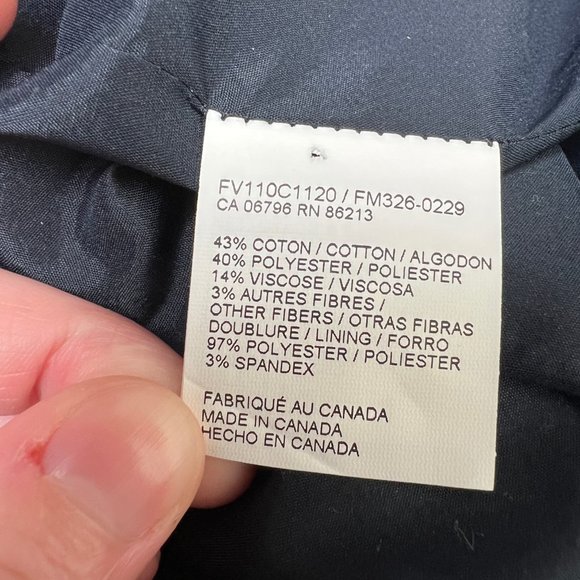 FV110C1120 / FM326-0229
CA 06796 RN 86213
43% COTON / COTTON / ALGODON
40% POLYESTER / POLIESTER
14% VISCOSE / VISCOSA
3% AUTRES FIBRES /
OTHER FIBERS / OTRAS FIBRAS
DOUBLURE / LINING / FORRO
97% POLYESTER / POLIESTER
3% SPANDEX
FABRIQUÉ AU CANADA
MADE IN CANADA
HECHO EN CANADA